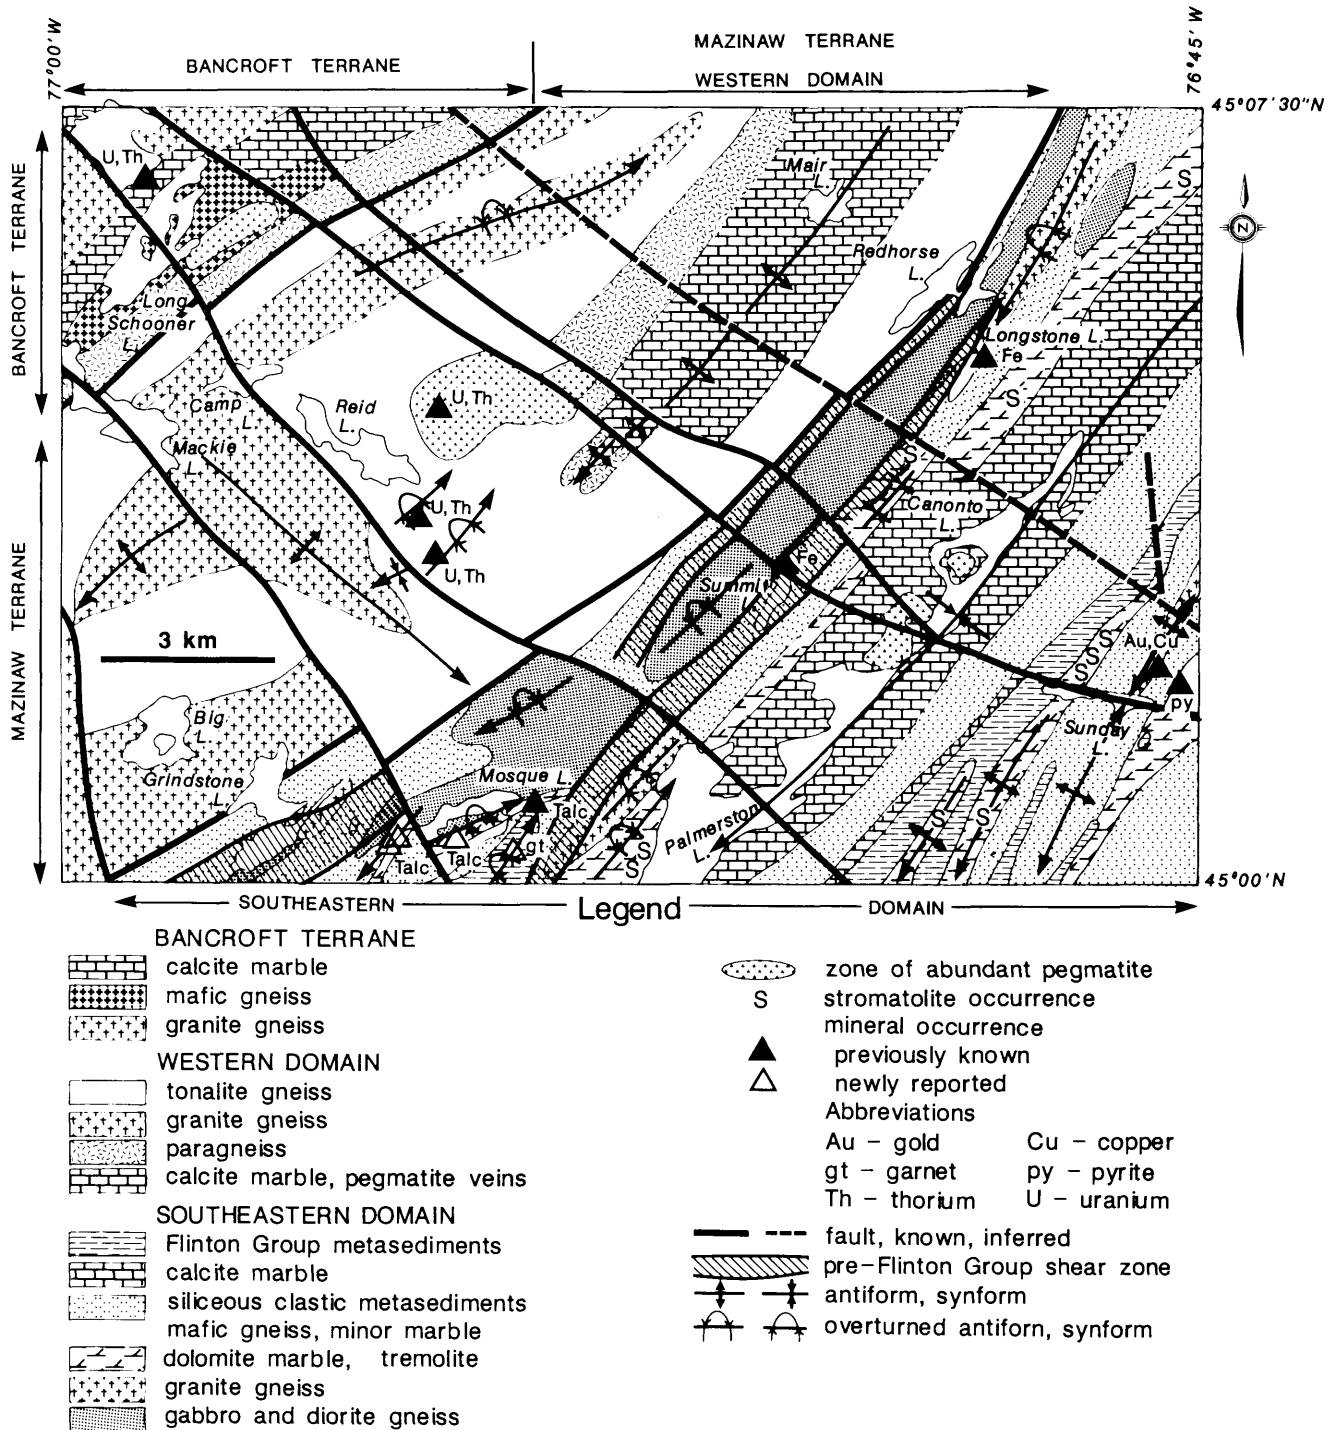 77°00'W
BANCROFT TERRANE
MAZINAW TERRANE
WESTERN DOMAIN
76°45' W
45°07'30"N
BANCROFT TERRANE
MAZINAW TERRANE
U, Th
Mair
L.
S
Redhorse
L.
N
Long
Schooner
L.
Longstone L.
Fe
S
Camp
L.
Reid
L.
U, Th
Mackie
L.
S
Canonto
L.
U, Th
U, Th
Fe
Summit
3 km
S
S
S
S
Au, Cu
py
Sunday
L.
Big
L.
Grindstone
L.
Mosque L.
Talc
Talc
Talc
gt
S
S
Palmerston
L.
S
S
45°00'N
SOUTHEASTERN
DOMAIN
Legend
BANCROFT TERRANE
calcite marble
mafic gneiss
granite gneiss
WESTERN DOMAIN
tonalite gneiss
granite gneiss
paragneiss
calcite marble, pegmatite veins
SOUTHEASTERN DOMAIN
Flinton Group metasediments
calcite marble
siliceous clastic metasediments
mafic gneiss, minor marble
dolomite marble, tremolite
granite gneiss
gabbro and diorite gneiss
zone of abundant pegmatite
S stromatolite occurrence
mineral occurrence
previously known
newly reported
Abbreviations
Au – gold Cu – copper
gt – garnet py – pyrite
Th – thorium U – uranium
fault, known, inferred
pre-Flinton Group shear zone
antiform, synform
overturned antiforn, synform